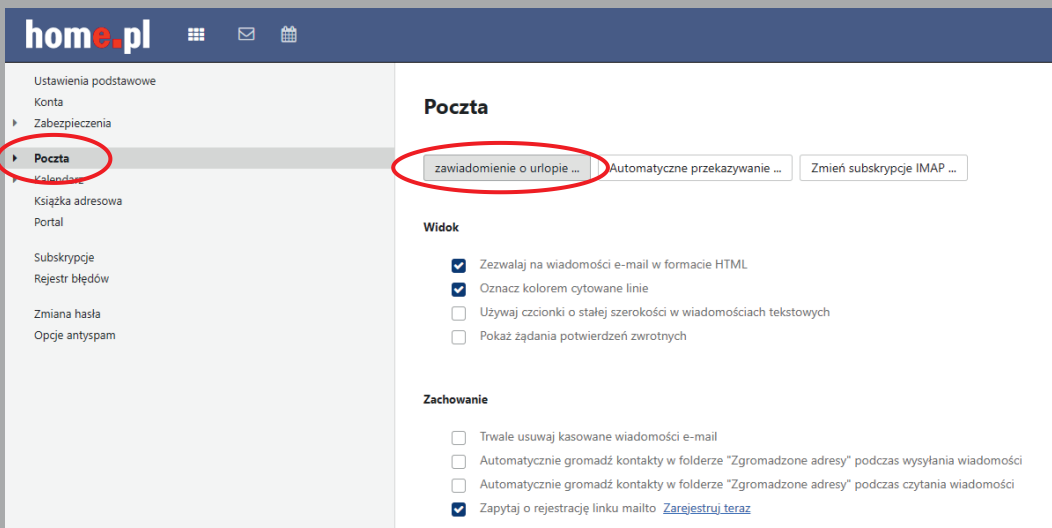 home.pl
Ustawienia podstawowe
Konta
Zabezpieczenia
Poczta
Kalendarz
Książka adresowa
Portal
Subskrypcje
Rejestr błędów
Zmiana hasła
Opcje antyspam
Poczta
zawiadomienie o urlopie ... Automatyczne przekazywanie ... Zmień subskrypcje IMAP ...
Widok
Zezwalaj na wiadomości e-mail w formacie HTML
Oznacz kolorem cytowane linie
Używaj czcionki o stałej szerokości w wiadomościach tekstowych
Pokaż żądania potwierdzeń zwrotnych
Zachowanie
Trwale usuwaj kasowane wiadomości e-mail
Automatycznie gromadź kontakty w folderze "Zgromadzone adresy" podczas wysyłania wiadomości
Automatycznie gromadź kontakty w folderze "Zgromadzone adresy" podczas czytania wiadomości
Zapytaj o rejestrację linku mailto Zarejestruj teraz